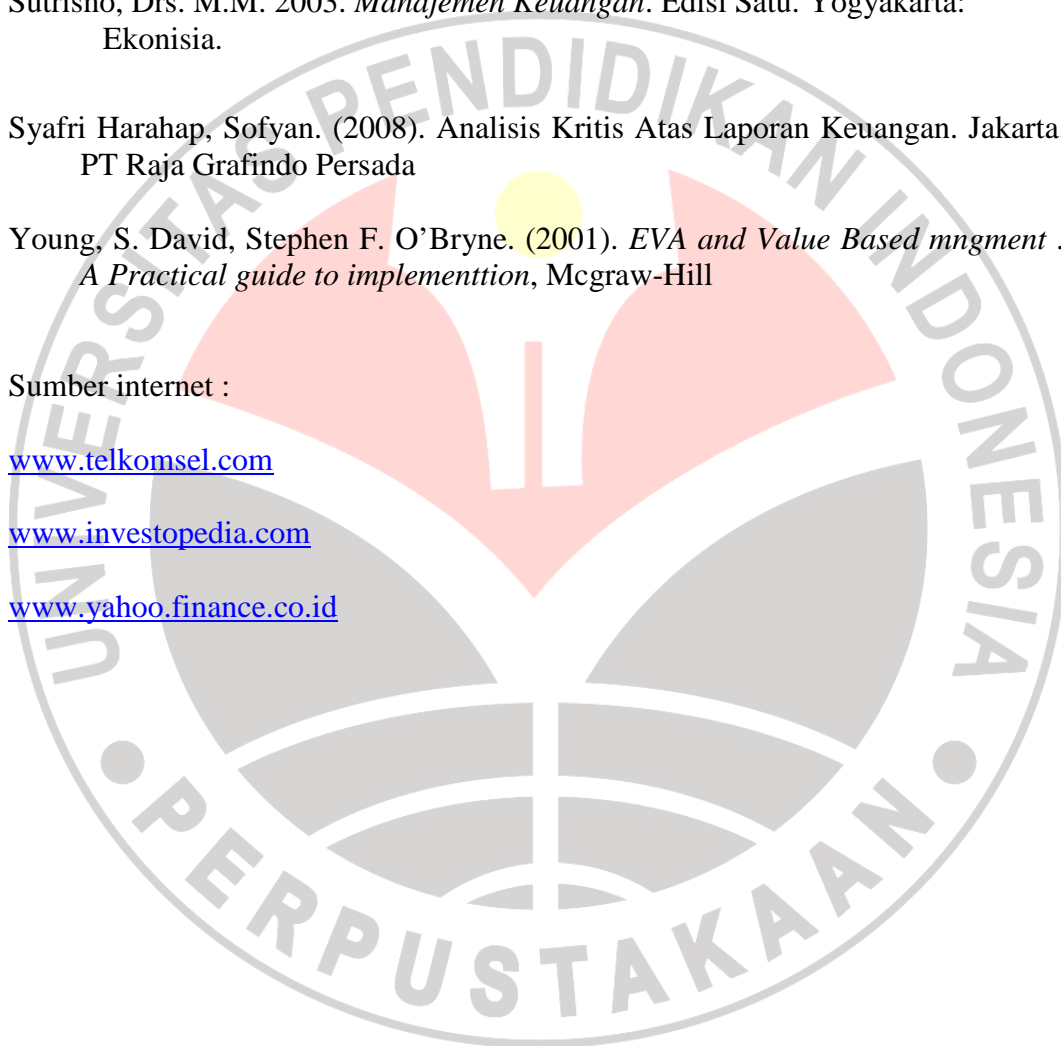 Sutrisno, Drs. M.M. 2003. Manajemen Keuangan. Edisi Satu. Yogyakarta:
Ekonisia.
Syafri Harahap, Sofyan. (2008). Analisis Kritis Atas Laporan Keuangan. Jakarta
PT Raja Grafindo Persada
Young, S. David, Stephen F. O’Bryne. (2001). EVA and Value Based mngment .
A Practical guide to implementtion, Mcgraw-Hill
Sumber internet :
www.telkomsel.com
www.investopedia.com
www.yahoo.finance.co.id
UNIVERSITAS PENDIDIKAN INDONESIA
PERPUSTAKAAN